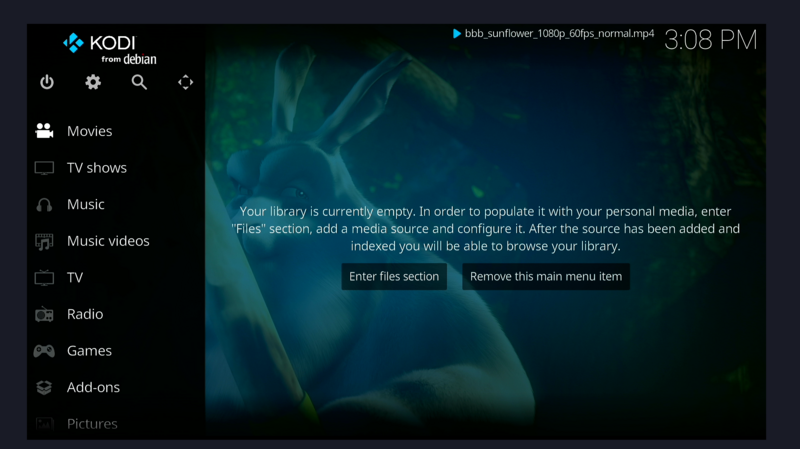 KODI
from debian
bbb_sunflower_1080p_60fps_normal.mp4
3:08 PM
Movies
TV shows
Music
Music videos
TV
Radio
Games
Add-ons
Pictures
Your library is currently empty. In order to populate it with your personal media, enter
"Files" section, add a media source and configure it. After the source has been added and
indexed you will be able to browse your library.
Enter files section
Remove this main menu item